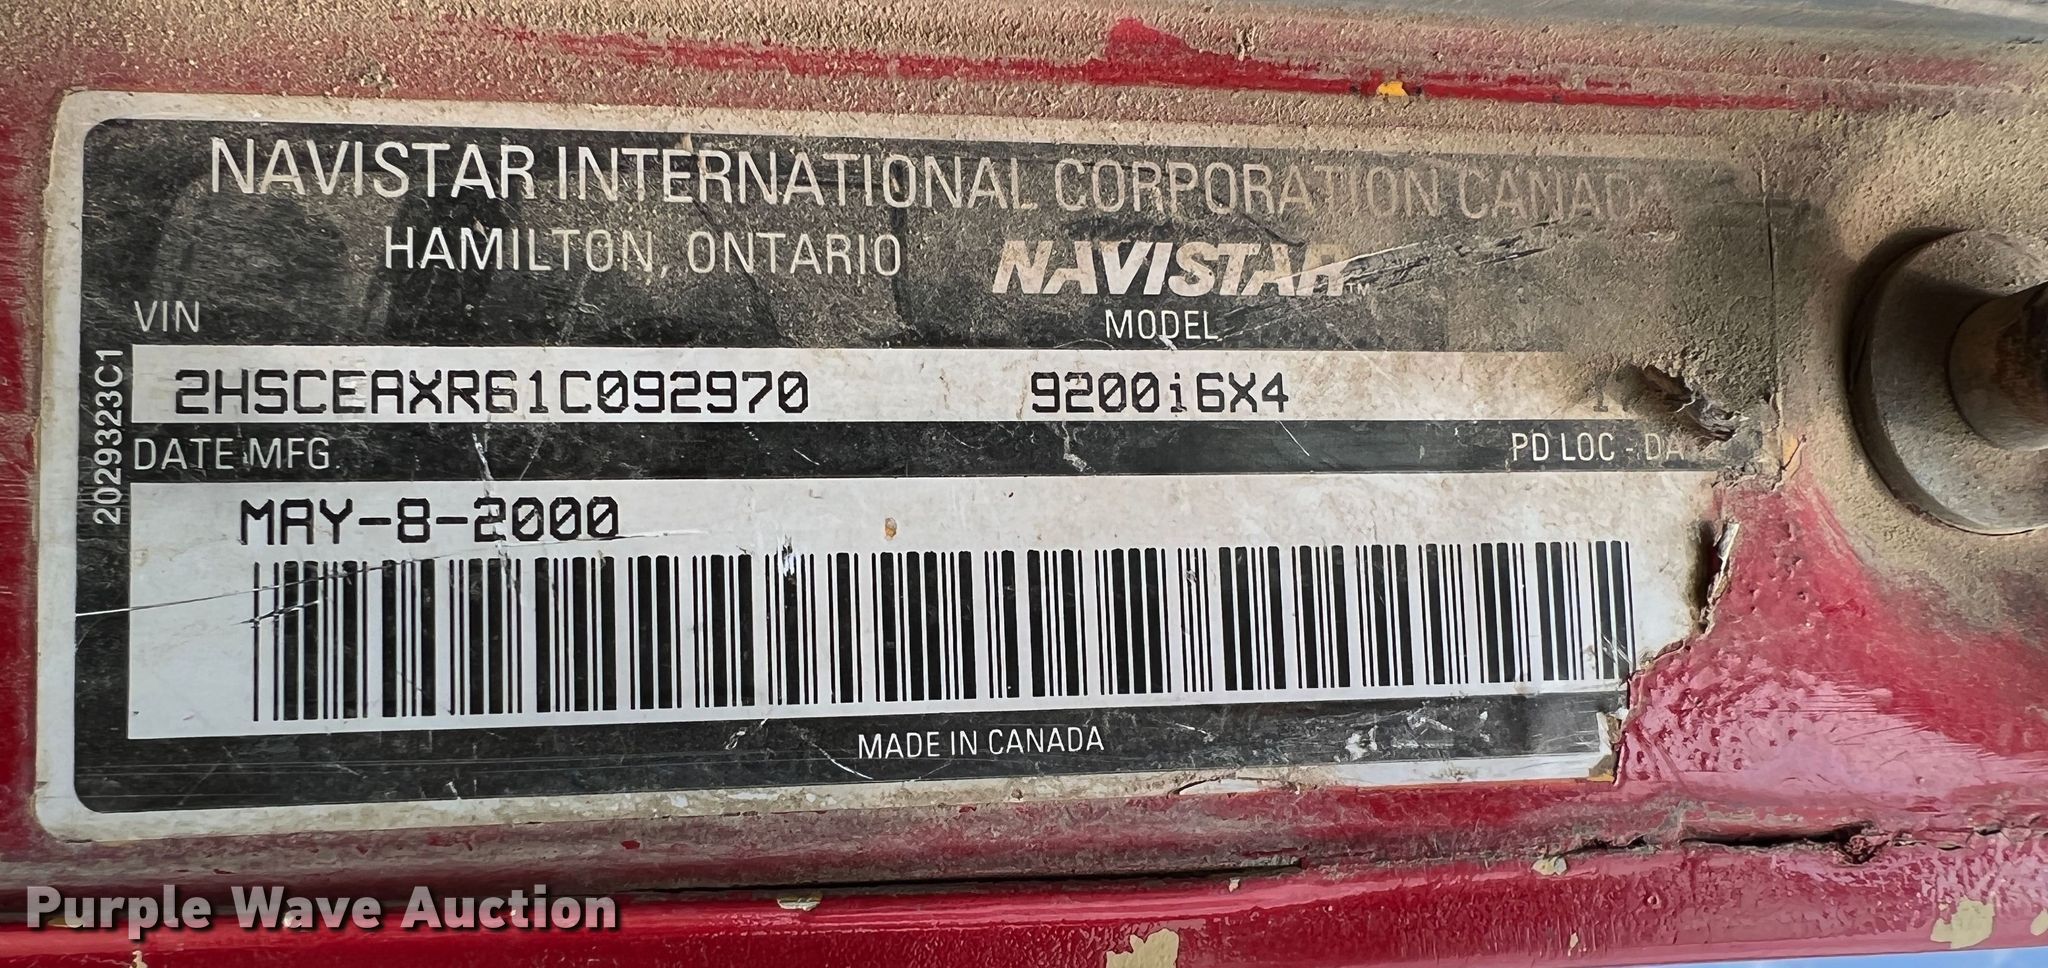 NAVISTAR INTERNATIONAL CORPORATION CANADA
HAMILTON, ONTARIO NAVISTAR™
VIN MODEL
2HSCEAXR61C092970 9200i6X4
DATE MFG. PD LOC - DA
MAY-8-2000
MADE IN CANADA
2029323C1
Purple Wave Auction